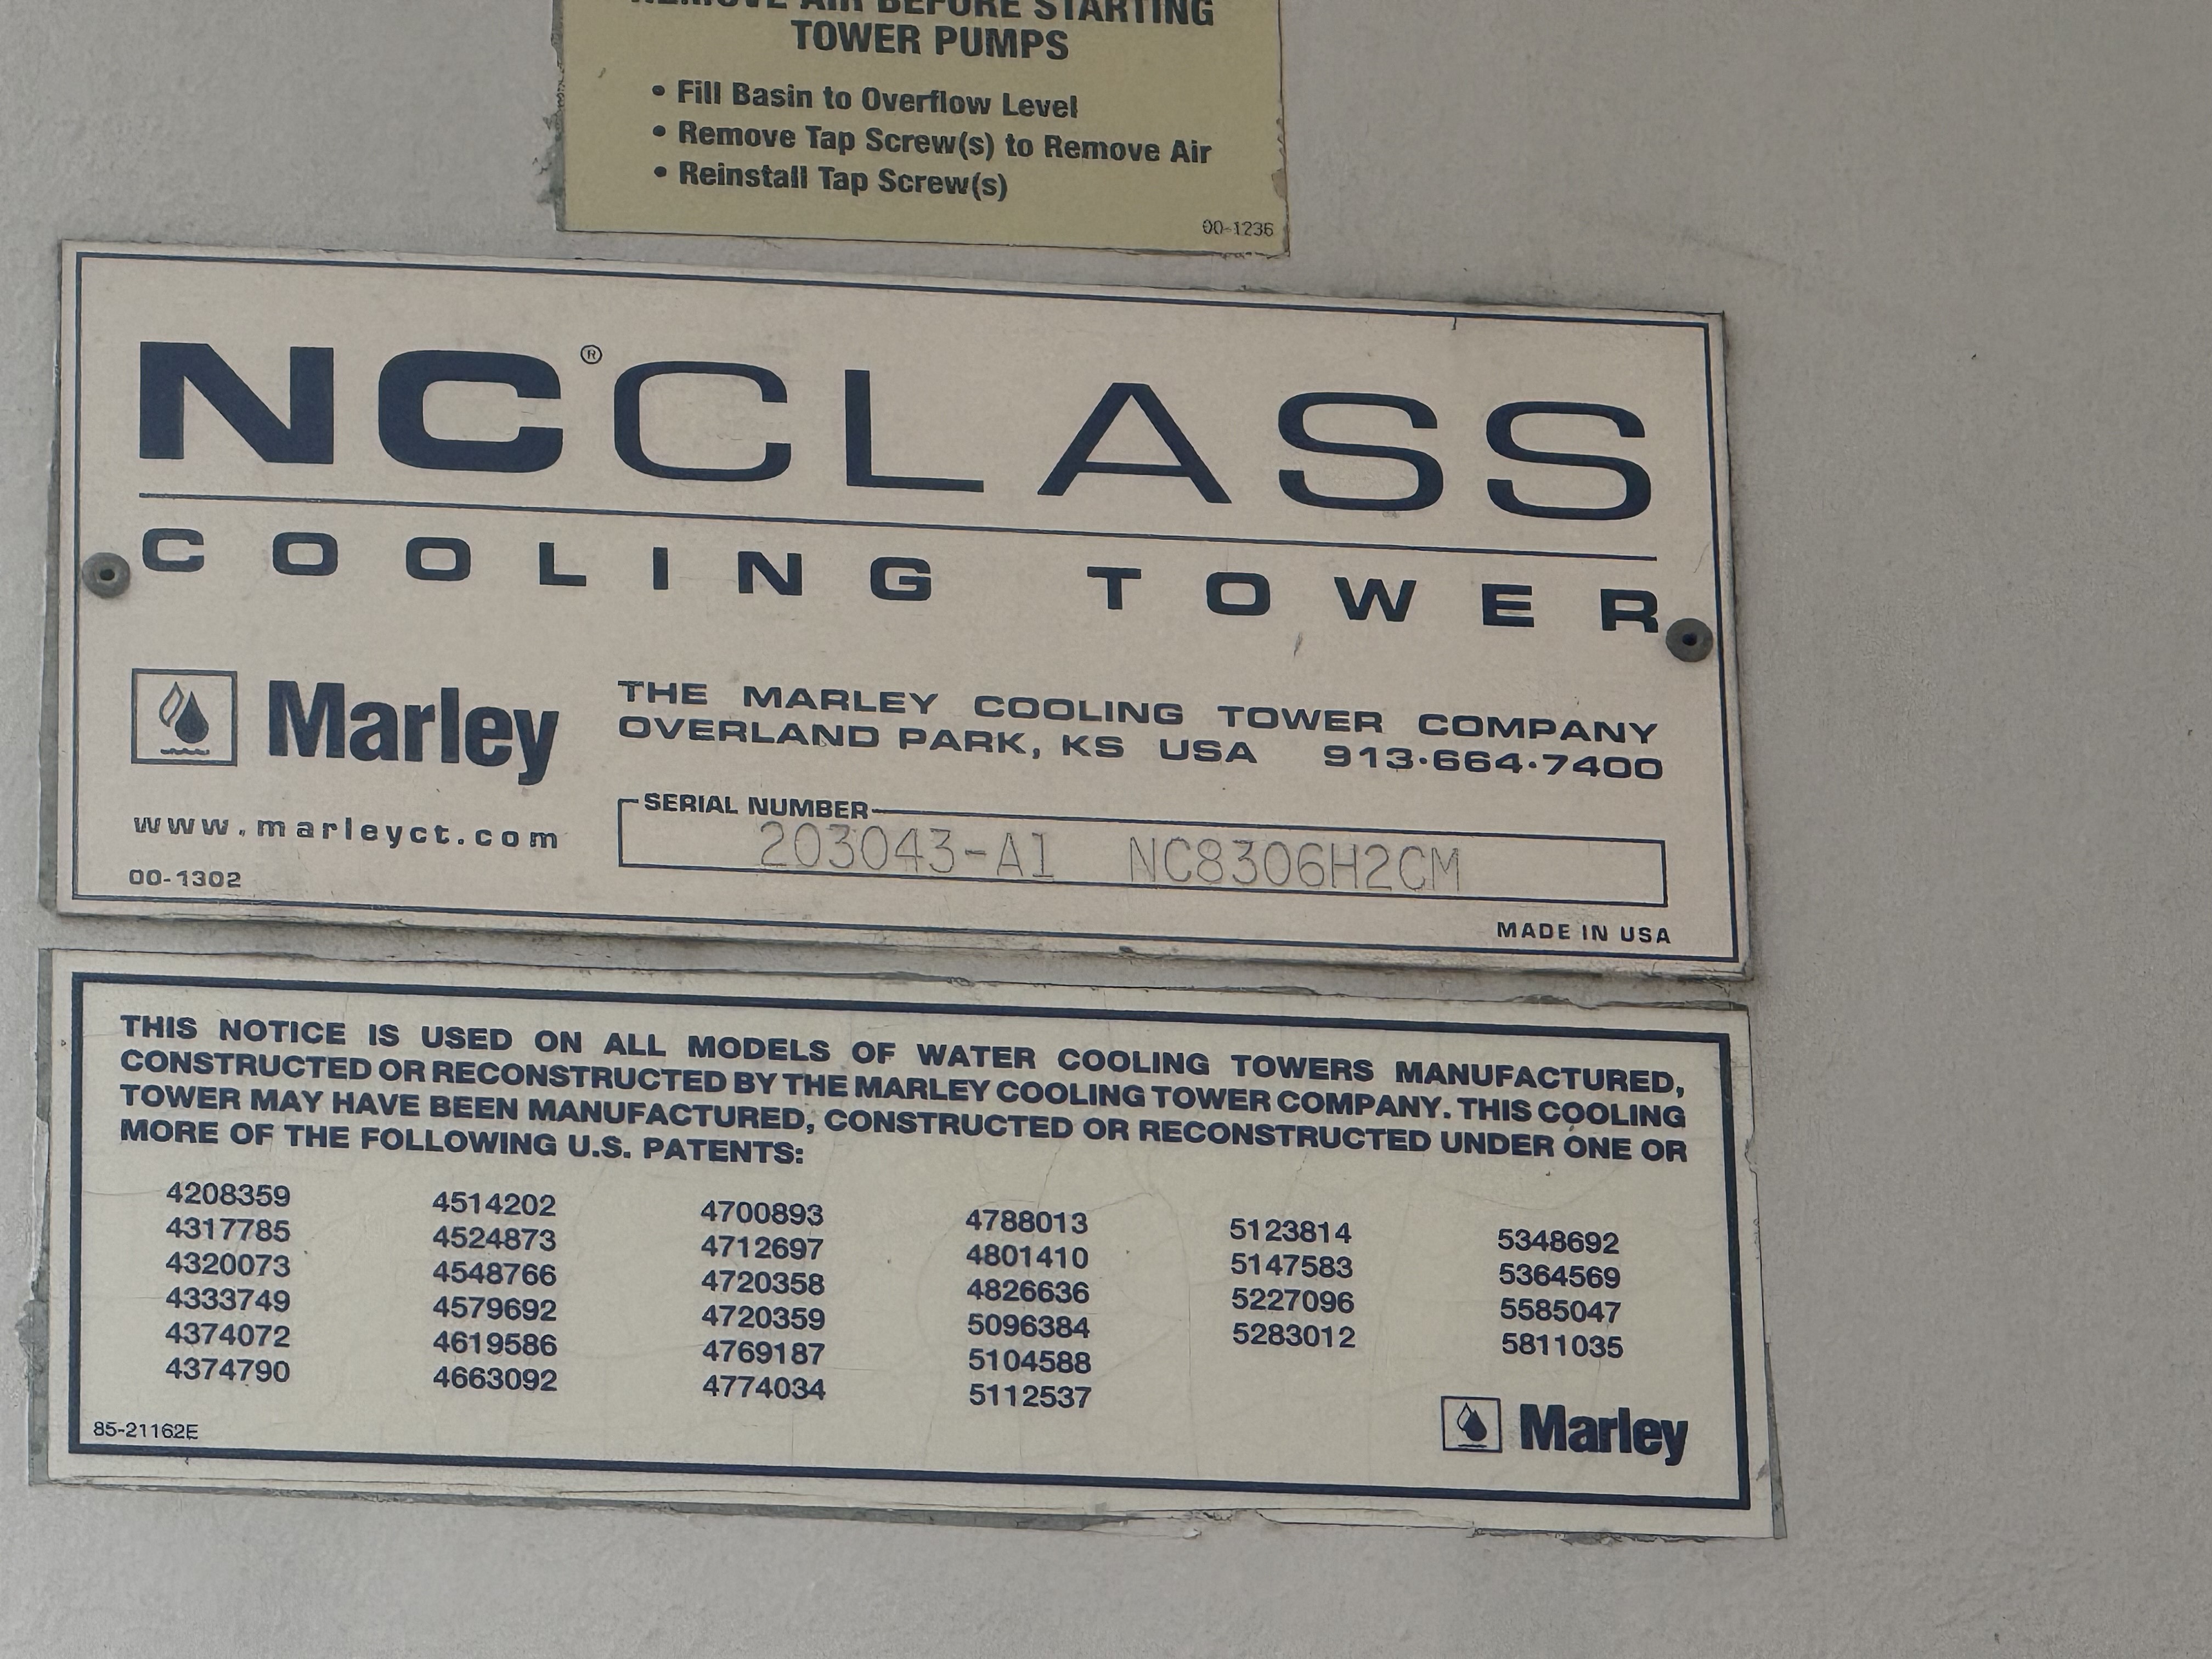 REMOVE AIR BEFORE STARTING
TOWER PUMPS
• Fill Basin to Overflow Level
• Remove Tap Screw(s) to Remove Air
• Reinstall Tap Screw(s)
00-1236
NC® CLASS
COOLING TOWER
Marley
THE MARLEY COOLING TOWER COMPANY
OVERLAND PARK, KS USA 913·664·7400
www.marleyct.com
SERIAL NUMBER
203043-A1 NC8306H2CM
00-1302
MADE IN USA
THIS NOTICE IS USED ON ALL MODELS OF WATER COOLING TOWERS MANUFACTURED,
CONSTRUCTED OR RECONSTRUCTED BY THE MARLEY COOLING TOWER COMPANY. THIS COOLING
TOWER MAY HAVE BEEN MANUFACTURED, CONSTRUCTED OR RECONSTRUCTED UNDER ONE OR
MORE OF THE FOLLOWING U.S. PATENTS:
4208359 4514202 4700893 4788013 5123814 5348692
4317785 4524873 4712697 4801410 5147583 5364569
4320073 4548766 4720358 4826636 5227096 5585047
4333749 4579692 4720359 5096384 5283012 5811035
4374072 4619586 4769187 5104588
4374790 4663092 4774034 5112537
85-21162E
Marley